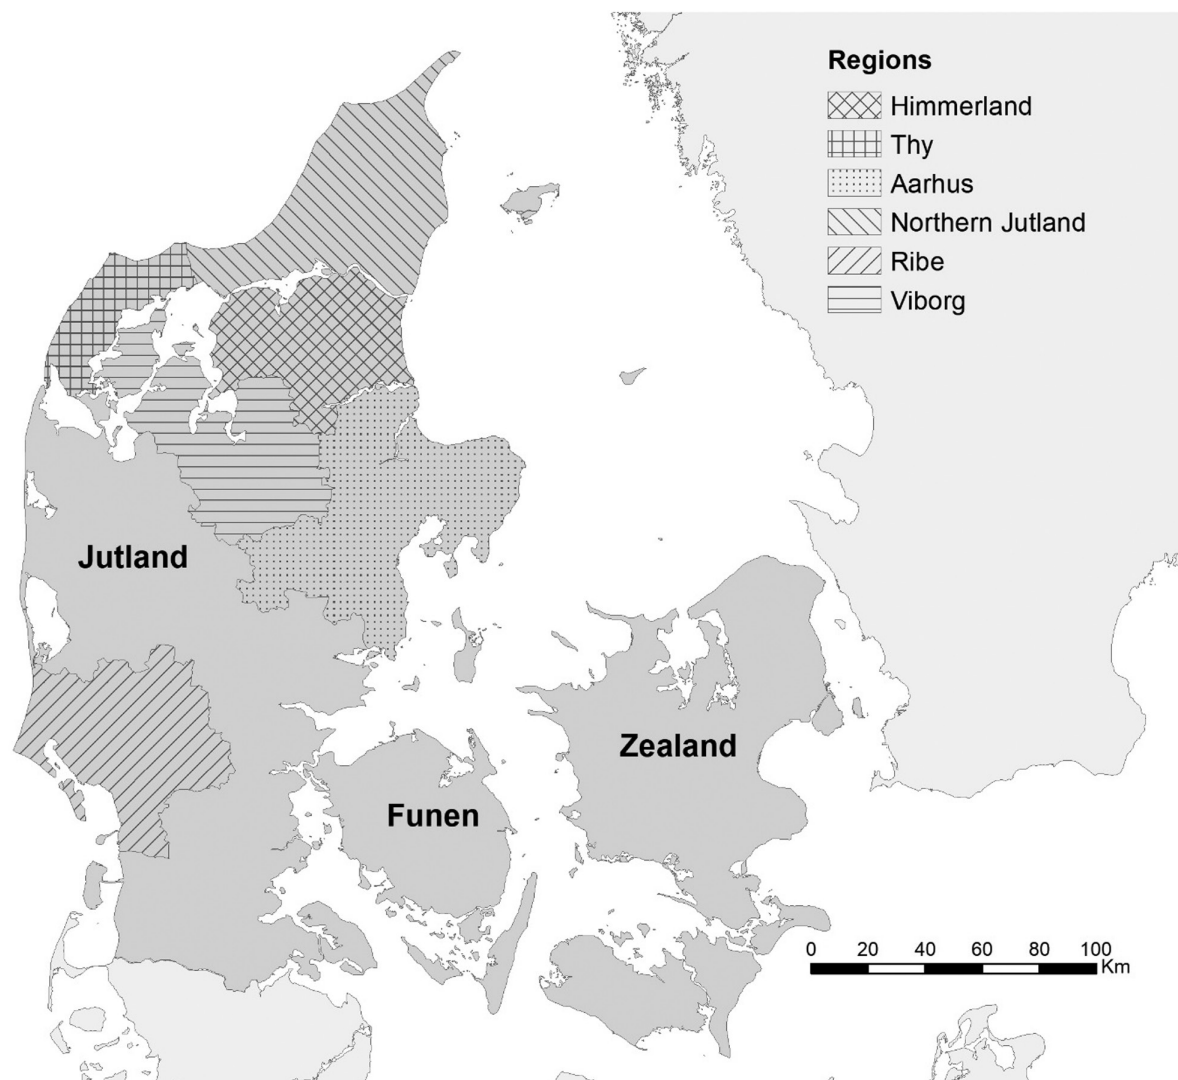 Regions
Himmerland
Thy
Aarhus
Northern Jutland
Ribe
Viborg
Jutland
Zealand
Funen
0 20 40 60 80 100
Km